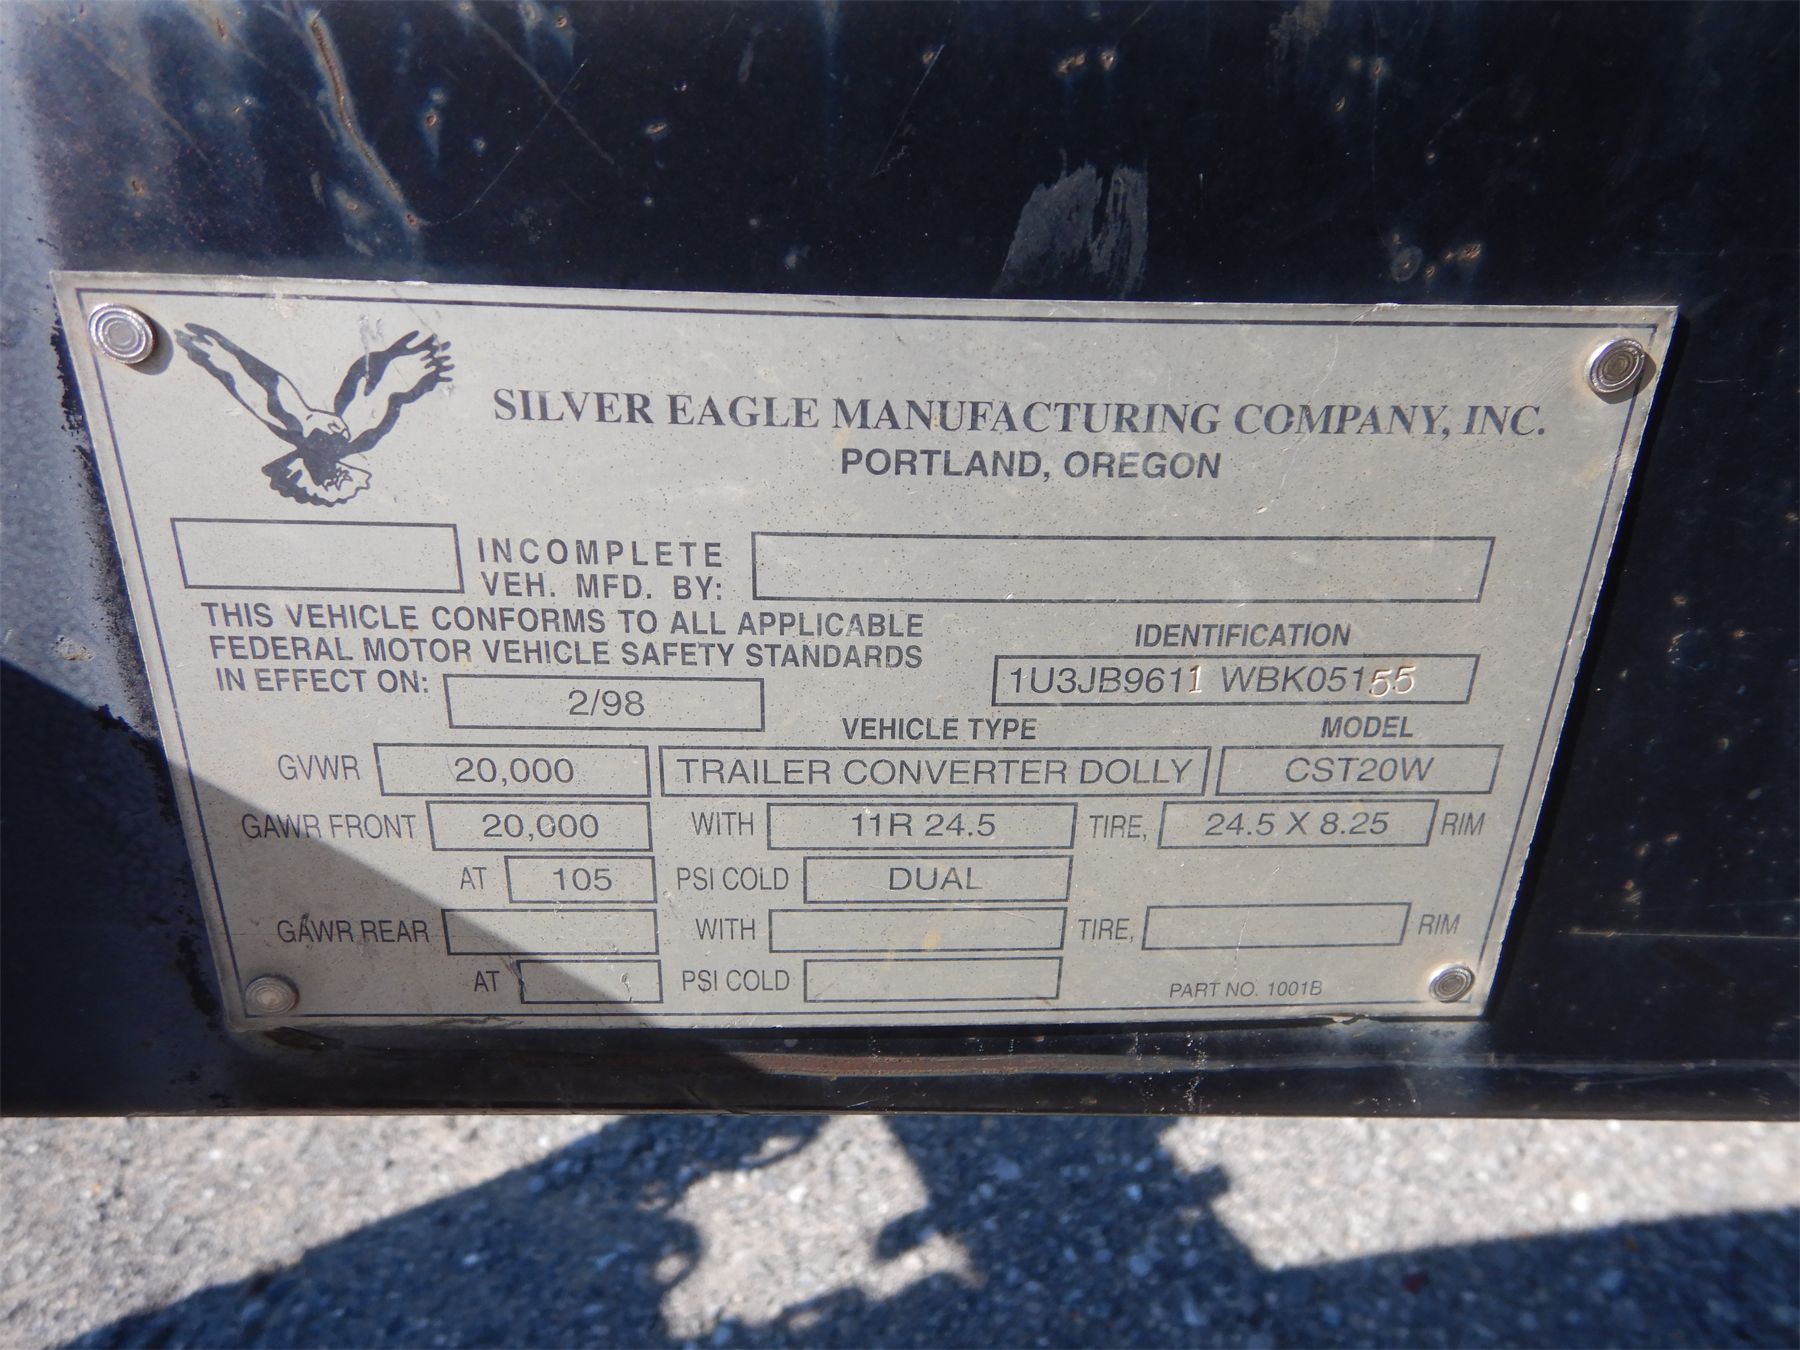 SILVER EAGLE MANUFACTURING COMPANY, INC.
PORTLAND, OREGON
INCOMPLETE
VEH. MFD. BY:
THIS VEHICLE CONFORMS TO ALL APPLICABLE
FEDERAL MOTOR VEHICLE SAFETY STANDARDS
IN EFFECT ON: 2/98
IDENTIFICATION
1U3JB9611 WBK05155
VEHICLE TYPE MODEL
GVWR 20,000 TRAILER CONVERTER DOLLY CST20W
GAWR FRONT 20,000 WITH 11R 24.5 TIRE, 24.5 X 8.25 RIM
AT 105 PSI COLD DUAL
GAWR REAR WITH TIRE, RIM
AT PSI COLD
PART NO. 1001B